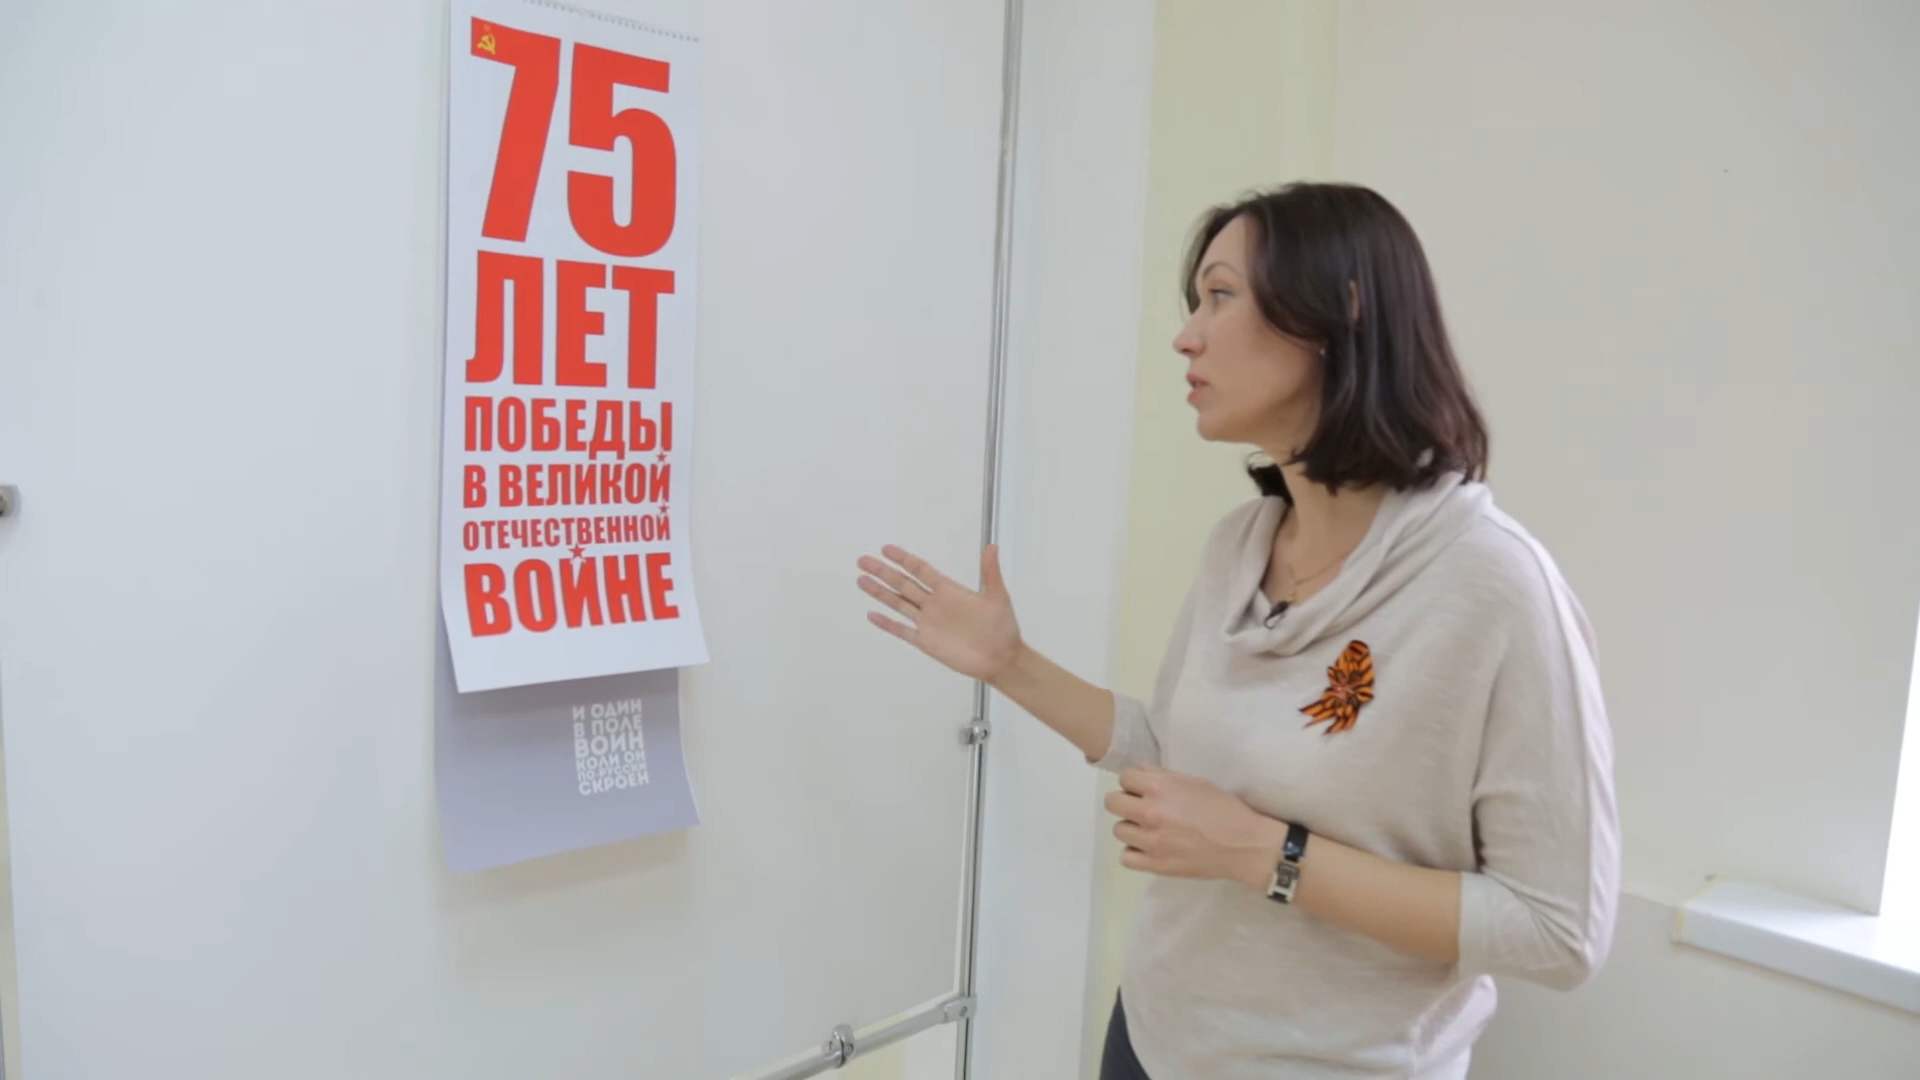 75
ЛЕТ
ПОБЕДЫ
В ВЕЛИКОЙ
ОТЕЧЕСТВЕННОЙ
ВОЙНЕ
И ОДИН
В ПОЛЕ
ВОИН
КОЛИ ОН
ПО-РУССКИ
СКРОЕН